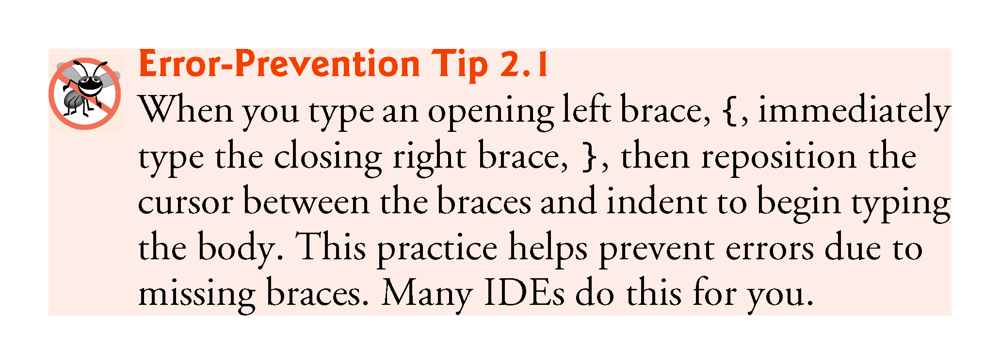 Error-Prevention Tip 2.1
When you type an opening left brace, {, immediately
type the closing right brace, }, then reposition the
cursor between the braces and indent to begin typing
the body. This practice helps prevent errors due to
missing braces. Many IDEs do this for you.